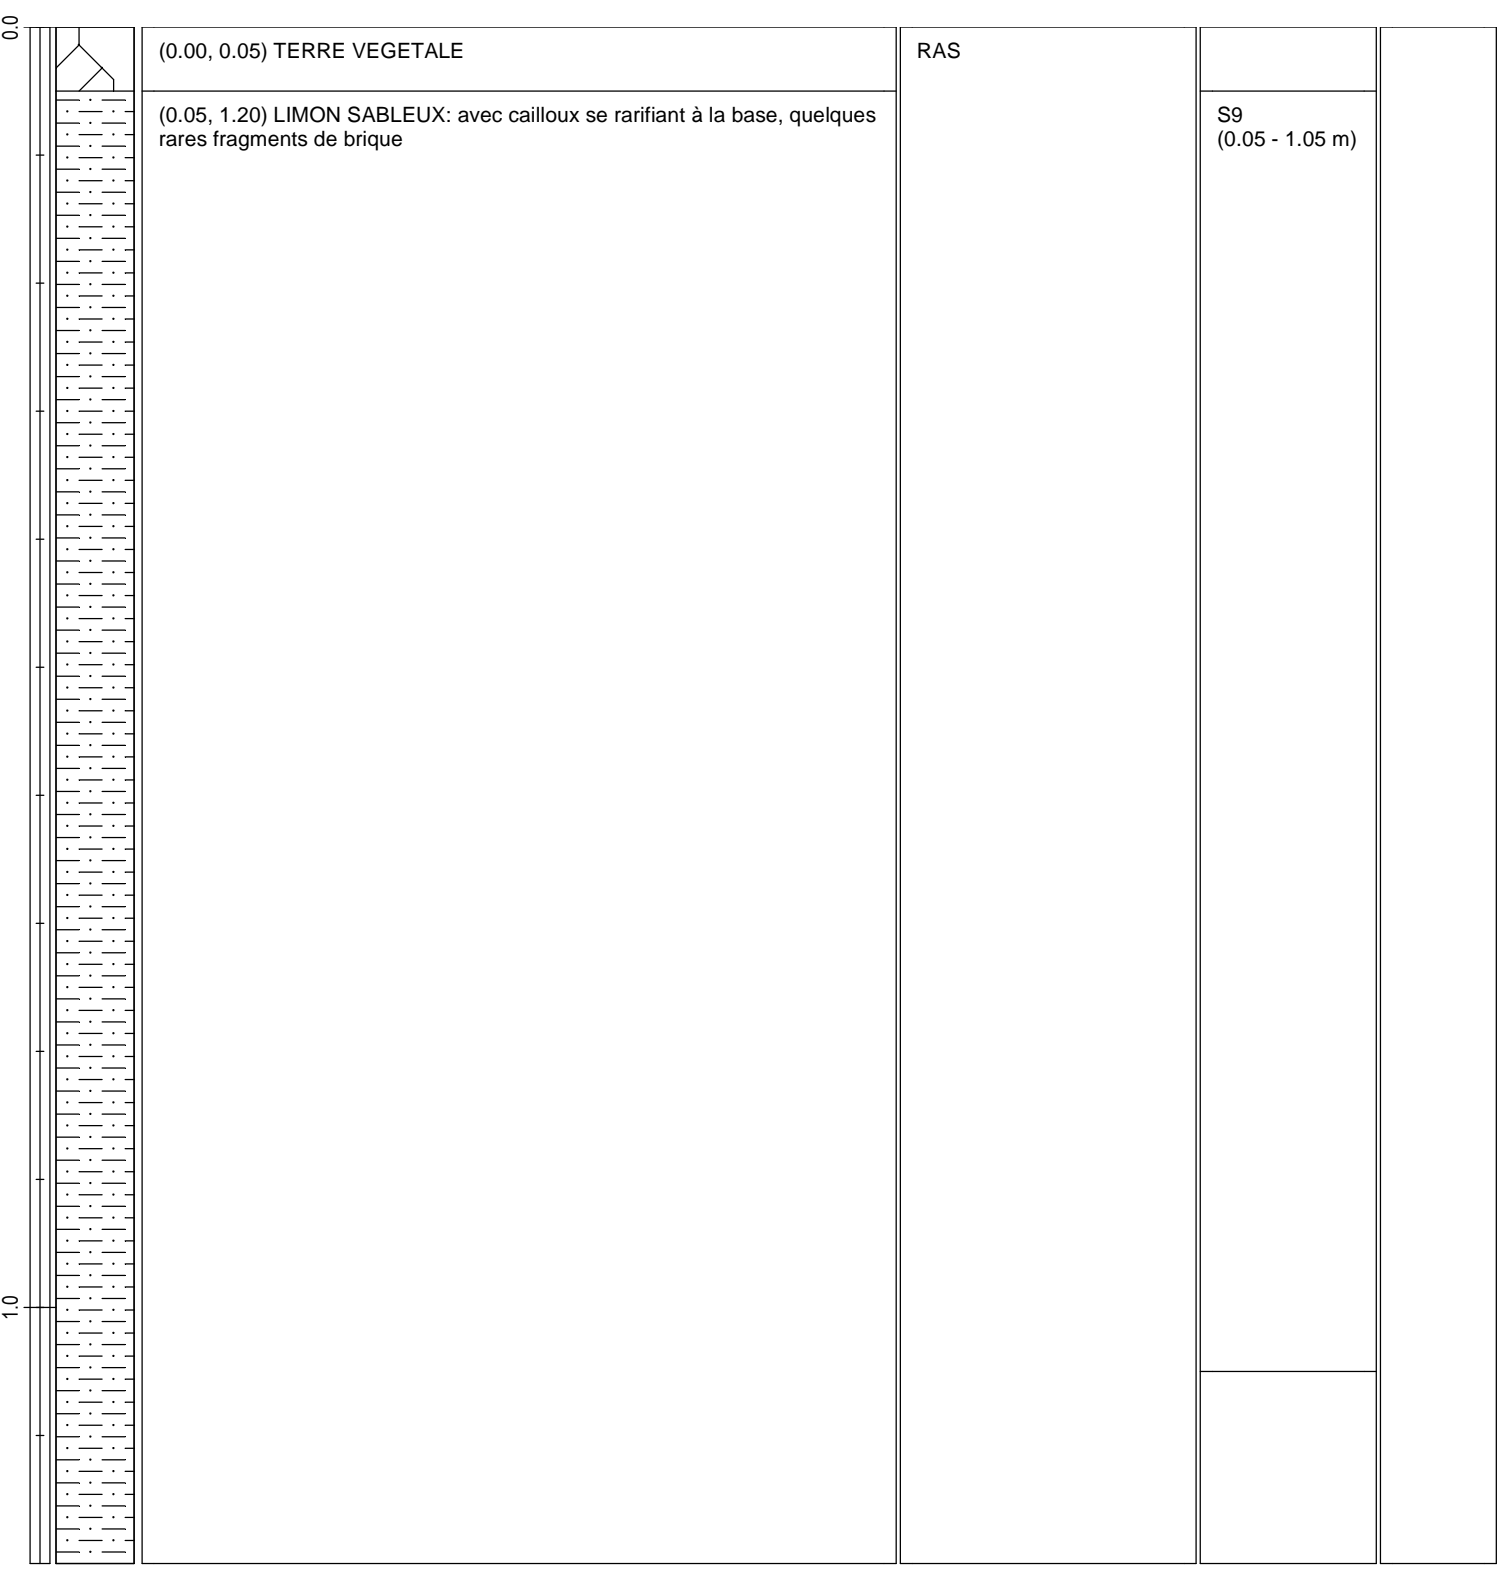 0.0
(0.00, 0.05) TERRE VEGETALE
RAS
(0.05, 1.20) LIMON SABLEUX: avec cailloux se rarifiant à la base, quelques
rares fragments de brique
S9
(0.05 - 1.05 m)
1.0